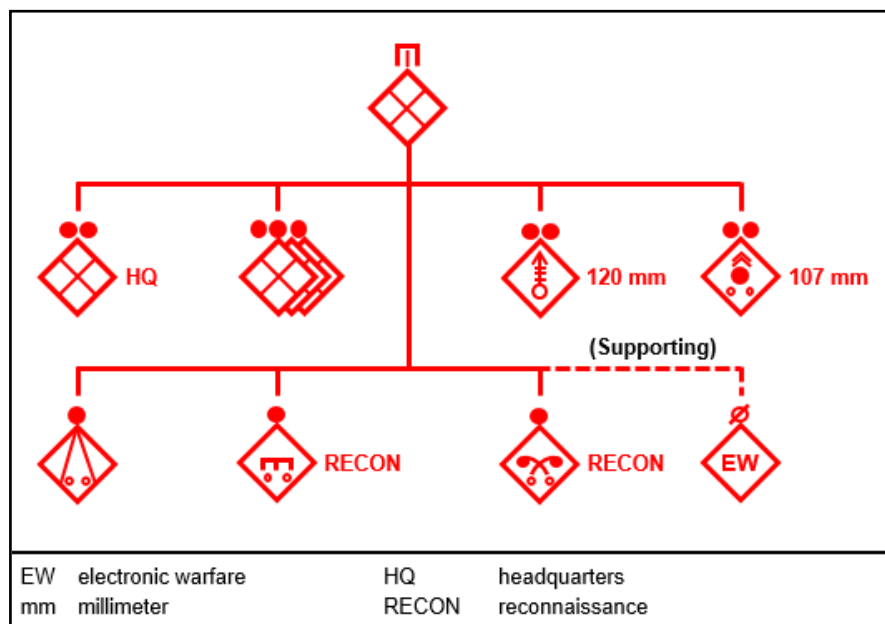 HQ
120 mm
107 mm
(Supporting)
RECON
RECON
EW
EW electronic warfare HQ headquarters
mm millimeter RECON reconnaissance